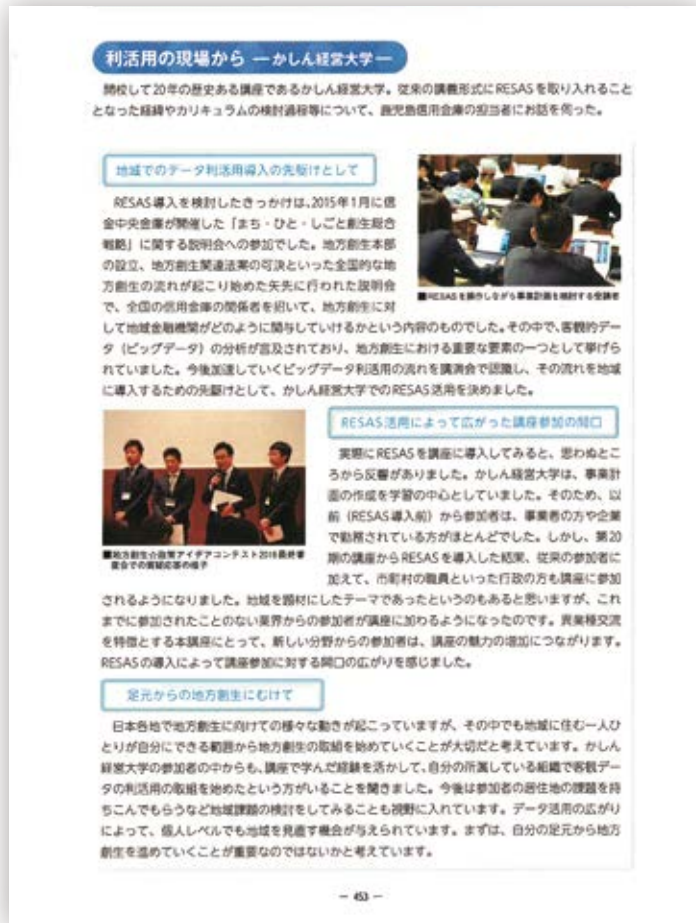 利活用の現場から ―かしん経営大学―
開校して20年の歴史ある講座であるかしん経営大学。従来の講義形式にRESASを取り入れること
となった経緯やカリキュラムの検討過程等について、鹿児島信用金庫の担当者にお話を伺った。
地域でのデータ利活用導入の先駆けとして
RESAS導入を検討したきっかけは、2015年1月に信
金中央金庫が開催した「まち・ひと・しごと創生総合
戦略」に関する説明会への参加でした。地方創生本部
の設立、地方創生関連法案の可決といった全国的な地
方創生の流れが起こり始めた矢先に行われた説明会
で、全国の信用金庫の関係者を招いて、地方創生に対
して地域金融機関がどのように関与していけるかという内容のものでした。その中で、客観的デー
タ(ビッグデータ)の分析が言及されており、地方創生における重要な要素の一つとして挙げら
れていました。今後加速していくビッグデータ利活用の流れを講演会で認識し、その流れを地域
に導入するための先駆けとして、かしん経営大学でのRESAS活用を決めました。
■RESASを操作しながら事業計画を検討する受講者
RESAS活用によって広がった講座参加の間口
実際にRESASを講座に導入してみると、思わぬとこ
ろから反響がありました。かしん経営大学は、事業計
画の作成を学習の中心としていました。そのため、以
前(RESAS導入前)から参加者は、事業者の方や企業
で勤務されている方がほとんどでした。しかし、第20
期の講座からRESASを導入した結果、従来の参加者に
加えて、市町村の職員といった行政の方も講座に参加
されるようになりました。地域を題材にしたテーマであったというのもあると思いますが、これ
までに参加されたことのない業界からの参加者が講座に加わるようになったのです。異業種交流
を特徴とする本講座にとって、新しい分野からの参加者は、講座の魅力の増加につながります。
RESASの導入によって講座参加に対する間口の広がりを感じました。
■地方創生☆政策アイデアコンテスト2016最終審
査会での質疑応答の様子
足元からの地方創生にむけて
日本各地で地方創生に向けての様々な動きが起こっていますが、その中でも地域に住む一人ひ
とりが自分にできる範囲から地方創生の取組を始めていくことが大切だと考えています。かしん
経営大学の参加者の中からも、講座で学んだ経験を活かして、自分の所属している組織で客観デー
タの利活用の取組を始めたという方がいることを聞きました。今後は参加者の居住地の課題を持
ちこんでもらうなど地域課題の検討をしてみることも視野に入れています。データ活用の広がり
によって、個人レベルでも地域を見直す機会が与えられています。まずは、自分の足元から地方
創生を進めていくことが重要なのではないかと考えています。
― 453 ―